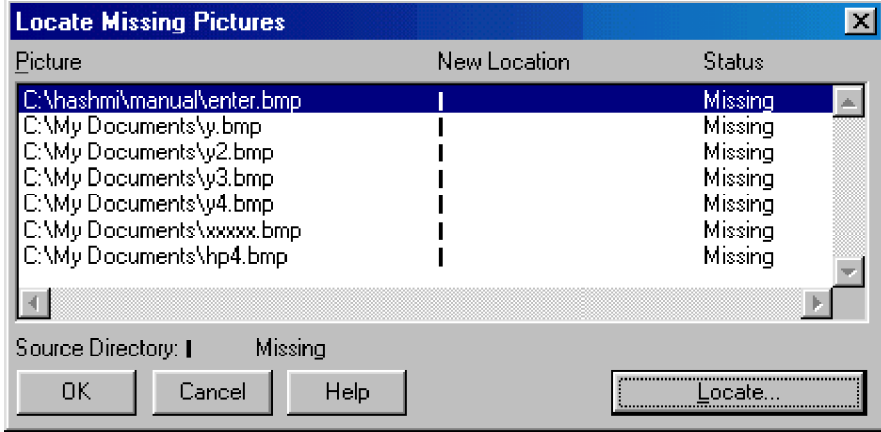 Locate Missing Pictures
Picture New Location Status
C:\hashmi\manual\enter.bmp Missing
C:\My Documents\y.bmp Missing
C:\My Documents\y2.bmp Missing
C:\My Documents\y3.bmp Missing
C:\My Documents\y4.bmp Missing
C:\My Documents\xxxxx.bmp Missing
C:\My Documents\hp4.bmp Missing
Source Directory: Missing
OK Cancel Help Locate...